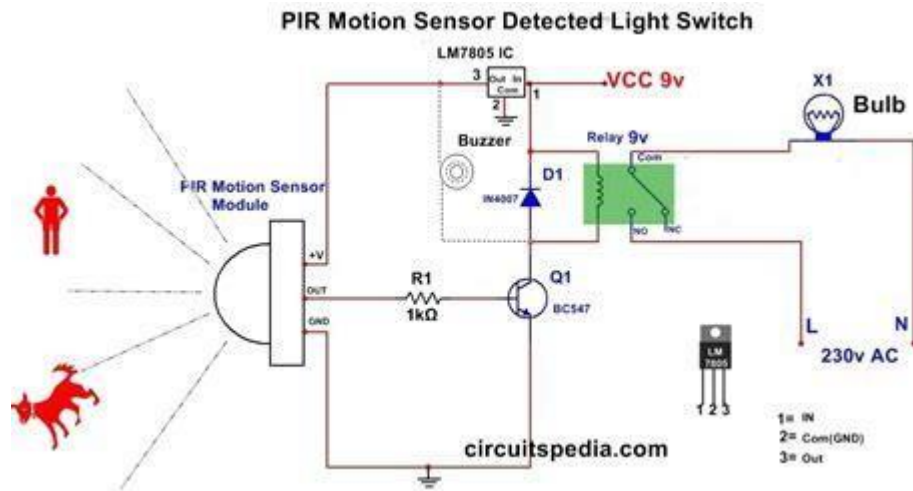 PIR Motion Sensor Detected Light Switch
LM7805 IC
3
Out In
Com
1
2
VCC 9v
X1
Bulb
Buzzer
Relay 9v
Com
D1
IN4007
NO
NC
PIR Motion Sensor
Module
+V
OUT
GND
R1
1kΩ
Q1
BC547
L
N
230v AC
LM
7805
1 2 3
1= IN
2= Com(GND)
3= Out
circuitspedia.com